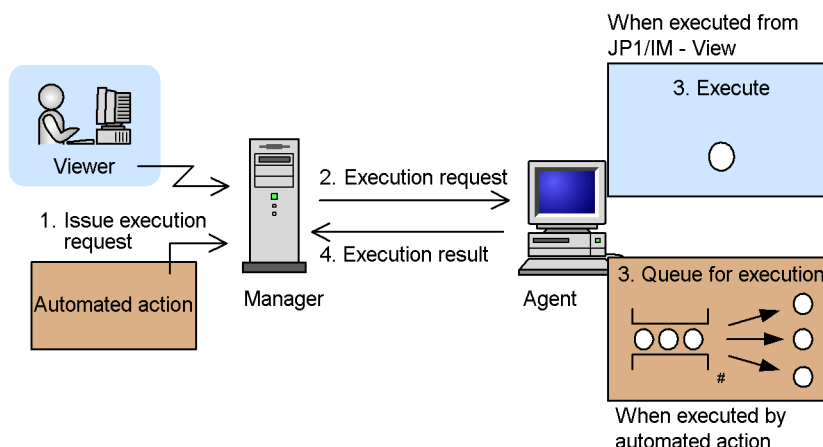 When executed from
JP1/IM - View
3. Execute
Viewer
2. Execution request
1. Issue execution
request
4. Execution result
3. Queue for execution
Automated action
Manager
Agent
#
When executed by
automated action